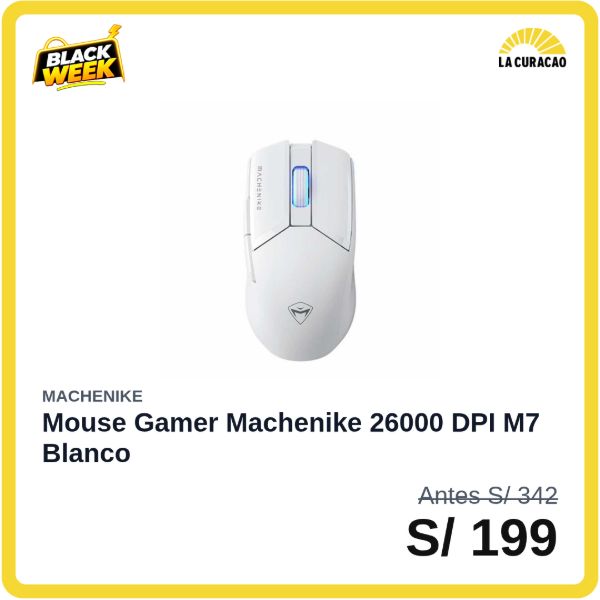 BLACK
WEEK
LA CURACAO
MACHENIKE
MACHENIKE
Mouse Gamer Machenike 26000 DPI M7
Blanco
Antes S/ 342
S/ 199